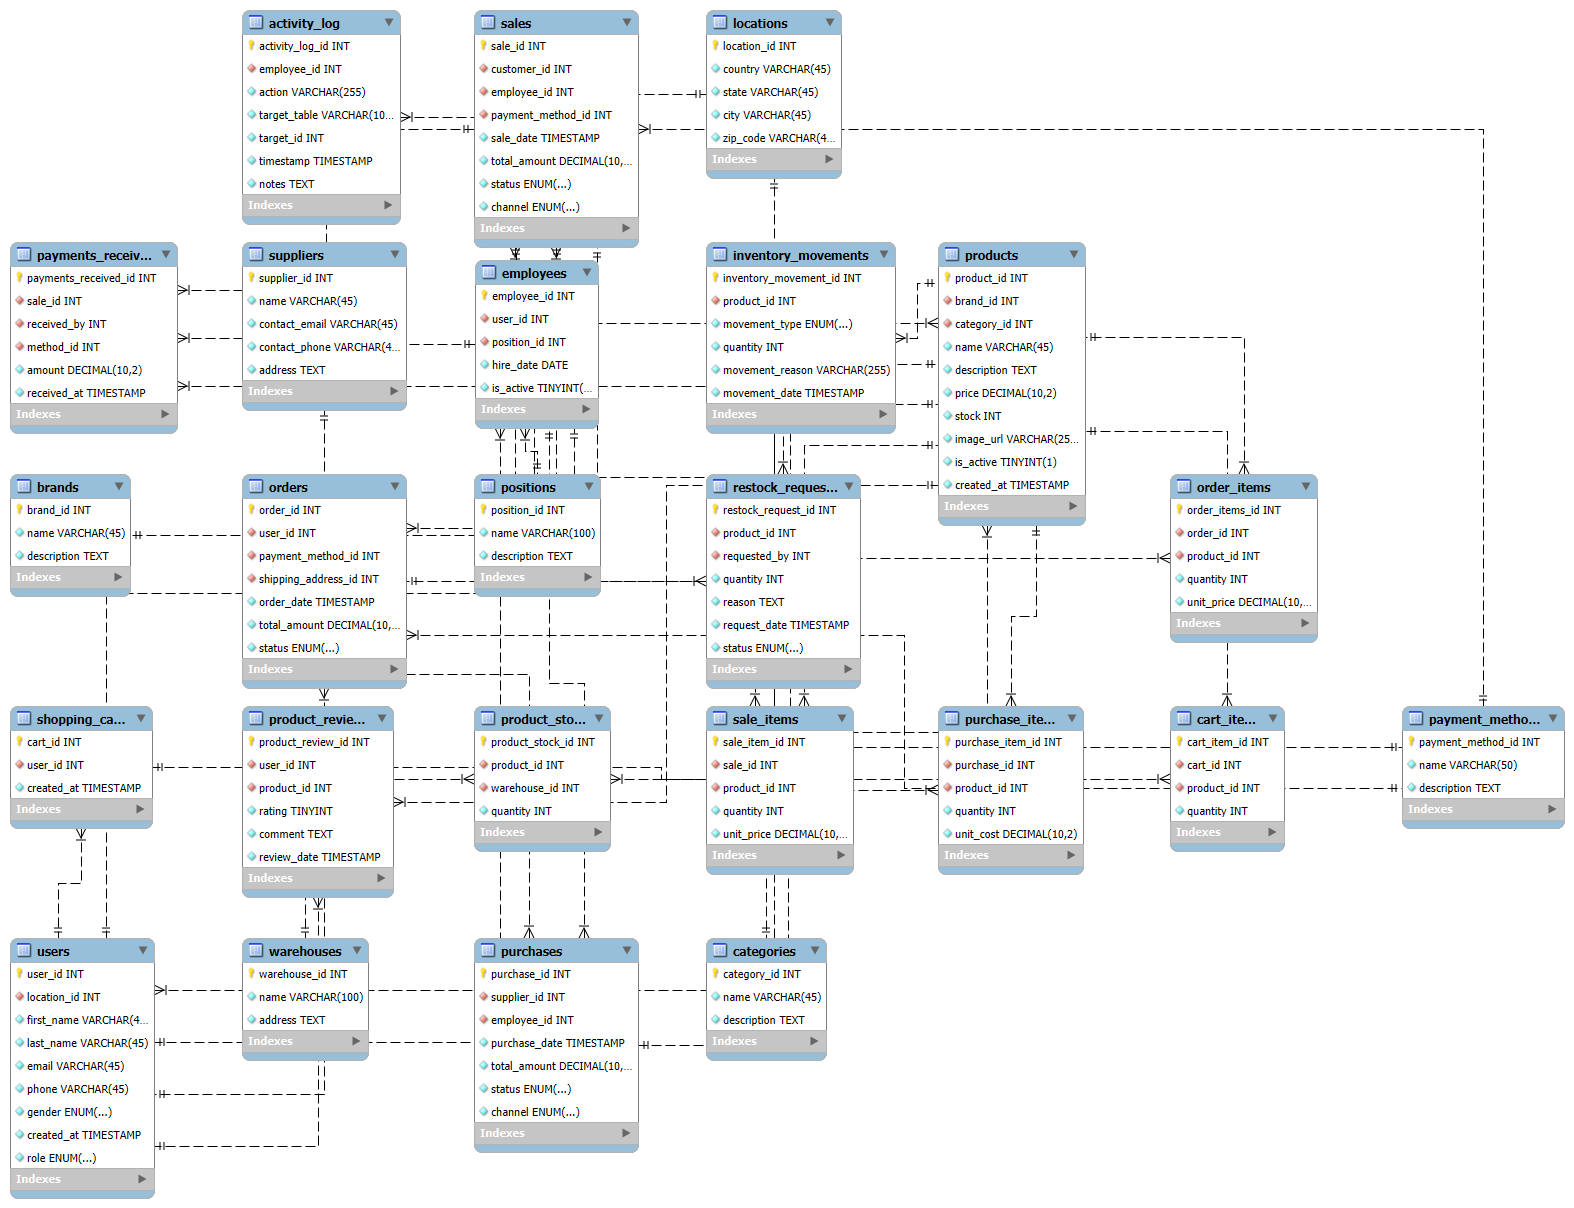 activity_log
activity_log_id INT
employee_id INT
action VARCHAR(255)
target_table VARCHAR(10...
target_id INT
timestamp TIMESTAMP
notes TEXT
Indexes
sales
sale_id INT
customer_id INT
employee_id INT
payment_method_id INT
sale_date TIMESTAMP
total_amount DECIMAL(10,...
status ENUM(...)
channel ENUM(...)
Indexes
locations
location_id INT
country VARCHAR(45)
state VARCHAR(45)
city VARCHAR(45)
zip_code VARCHAR(4...
Indexes
payments_receiv...
payments_received_id INT
sale_id INT
received_by INT
method_id INT
amount DECIMAL(10,2)
received_at TIMESTAMP
Indexes
suppliers
supplier_id INT
name VARCHAR(45)
contact_email VARCHAR(45)
contact_phone VARCHAR(4...
address TEXT
Indexes
employees
employee_id INT
user_id INT
position_id INT
hire_date DATE
is_active TINYINT(...
Indexes
inventory_movements
inventory_movement_id INT
product_id INT
movement_type ENUM(...)
quantity INT
movement_reason VARCHAR(255)
movement_date TIMESTAMP
Indexes
products
product_id INT
brand_id INT
category_id INT
name VARCHAR(45)
description TEXT
price DECIMAL(10,2)
stock INT
image_url VARCHAR(25...
is_active TINYINT(1)
created_at TIMESTAMP
Indexes
brands
brand_id INT
name VARCHAR(45)
description TEXT
Indexes
orders
order_id INT
user_id INT
payment_method_id INT
shipping_address_id INT
order_date TIMESTAMP
total_amount DECIMAL(10,...
status ENUM(...)
Indexes
positions
position_id INT
name VARCHAR(100)
description TEXT
Indexes
restock_reques...
restock_request_id INT
product_id INT
requested_by INT
quantity INT
reason TEXT
request_date TIMESTAMP
status ENUM(...)
Indexes
order_items
order_items_id INT
order_id INT
product_id INT
quantity INT
unit_price DECIMAL(10,...
Indexes
shopping_ca...
cart_id INT
user_id INT
created_at TIMESTAMP
Indexes
product_revie...
product_review_id INT
user_id INT
product_id INT
rating TINYINT
comment TEXT
review_date TIMESTAMP
Indexes
product_sto...
product_stock_id INT
product_id INT
warehouse_id INT
quantity INT
Indexes
sale_items
sale_item_id INT
sale_id INT
product_id INT
quantity INT
unit_price DECIMAL(10,...
Indexes
purchase_ite...
purchase_item_id INT
purchase_id INT
product_id INT
quantity INT
unit_cost DECIMAL(10,2)
Indexes
cart_ite...
cart_item_id INT
cart_id INT
product_id INT
quantity INT
Indexes
payment_metho...
payment_method_id INT
name VARCHAR(50)
description TEXT
Indexes
users
user_id INT
location_id INT
first_name VARCHAR(4...
last_name VARCHAR(45)
email VARCHAR(45)
phone VARCHAR(45)
gender ENUM(...)
created_at TIMESTAMP
role ENUM(...)
Indexes
warehouses
warehouse_id INT
name VARCHAR(100)
address TEXT
Indexes
purchases
purchase_id INT
supplier_id INT
employee_id INT
purchase_date TIMESTAMP
total_amount DECIMAL(10,...
status ENUM(...)
channel ENUM(...)
Indexes
categories
category_id INT
name VARCHAR(45)
description TEXT
Indexes